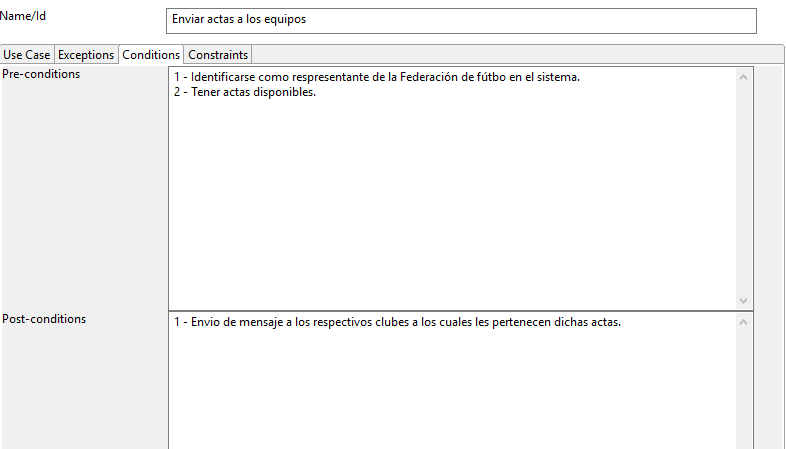 Name/Id
Enviar actas a los equipos
Use Case
Exceptions
Conditions
Constraints
Pre-conditions
1 - Identificarse como respresentante de la Federación de fútbo en el sistema.
2 - Tener actas disponibles.
Post-conditions
1 - Envio de mensaje a los respectivos clubes a los cuales les pertenecen dichas actas.